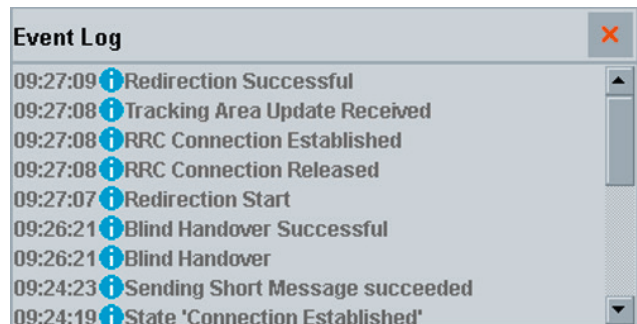 Event Log
09:27:09 Redirection Successful
09:27:08 Tracking Area Update Received
09:27:08 RRC Connection Established
09:27:08 RRC Connection Released
09:27:07 Redirection Start
09:26:21 Blind Handover Successful
09:26:21 Blind Handover
09:24:23 Sending Short Message succeeded
09:24:19 State 'Connection Established'